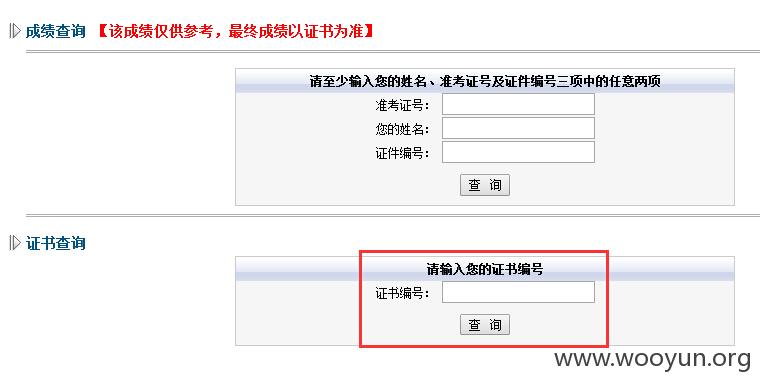 成绩查询 【该成绩仅供参考，最终成绩以证书为准】
请至少输入您的姓名、准考证号及证件编号三项中的任意两项
准考证号：
您的姓名：
证件编号：
查 询
证书查询
请输入您的证书编号
证书编号：
查 询
www.wooyun.org